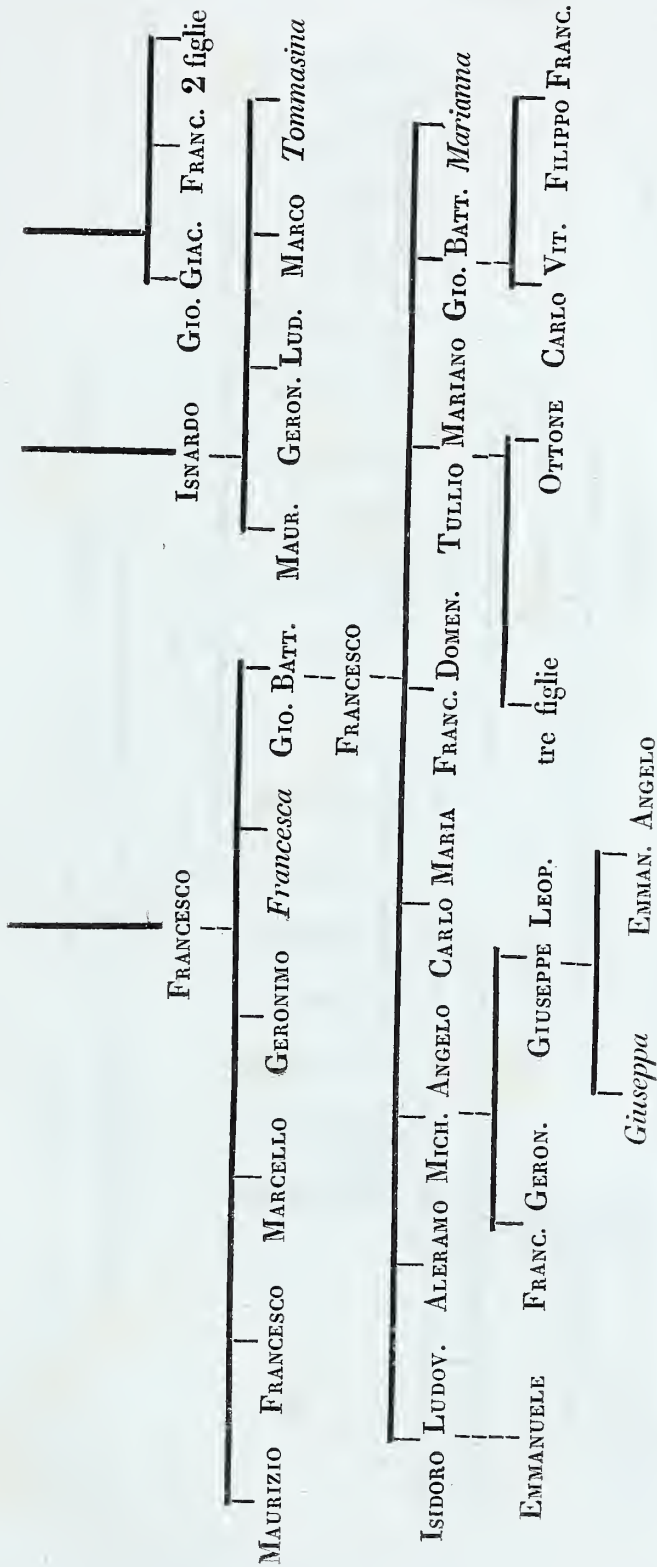 GIO. GIAC. FRANC. 2 figlie
ISNARDO
FRANCESCO
MAUR. GERON. LUD. MARCO Tommasina
MAURIZIO FRANCESCO MARCELLO GERONIMO Francesca GIO. BATT.
FRANCESCO
ISIDORO LUDOV. ALERAMO MICH. ANGELO CARLO MARIA FRANC. DOMEN. TULLIO MARIANO GIO. BATT. Marianna
EMMANUELE FRANC. GERON. GIUSEPPE LEOP. tre figlie OTTONE CARLO VIT. FILIPPO FRANC.
Giuseppa EMMAN. ANGELO